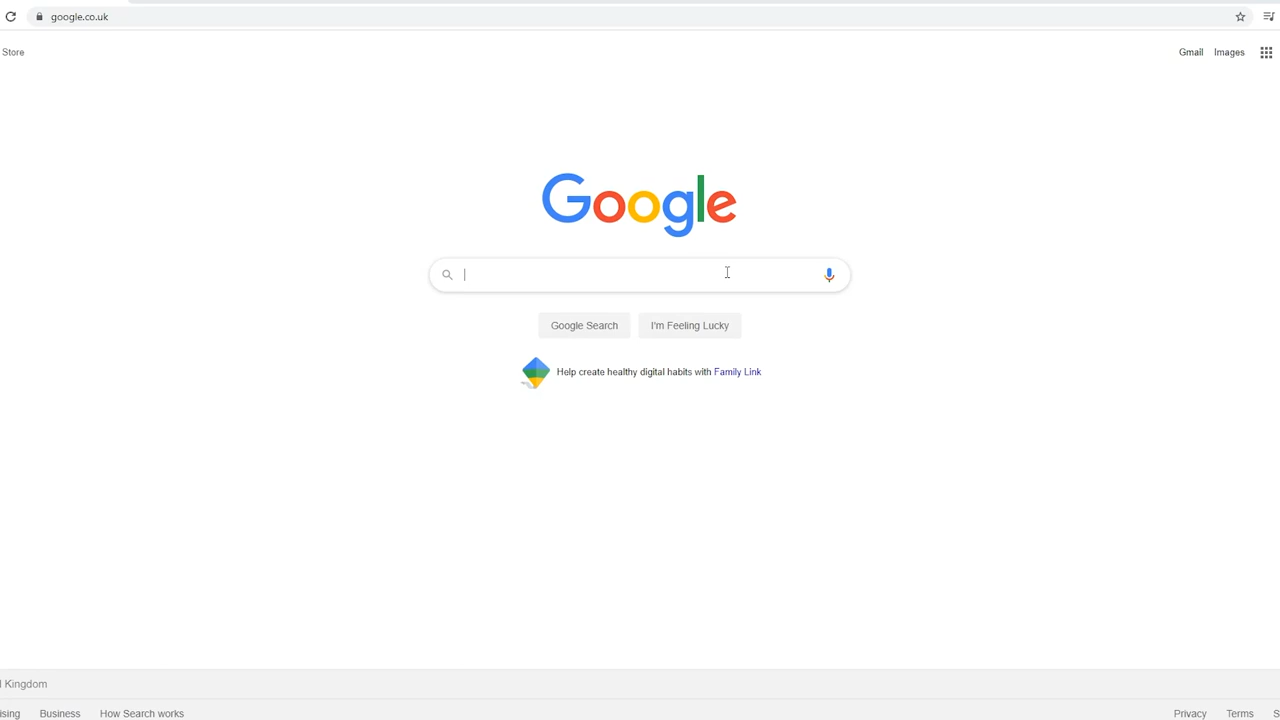 google.co.uk
Store
Gmail Images
Google
Google Search I'm Feeling Lucky
Help create healthy digital habits with Family Link
Kingdom
Business How Search works
Privacy Terms